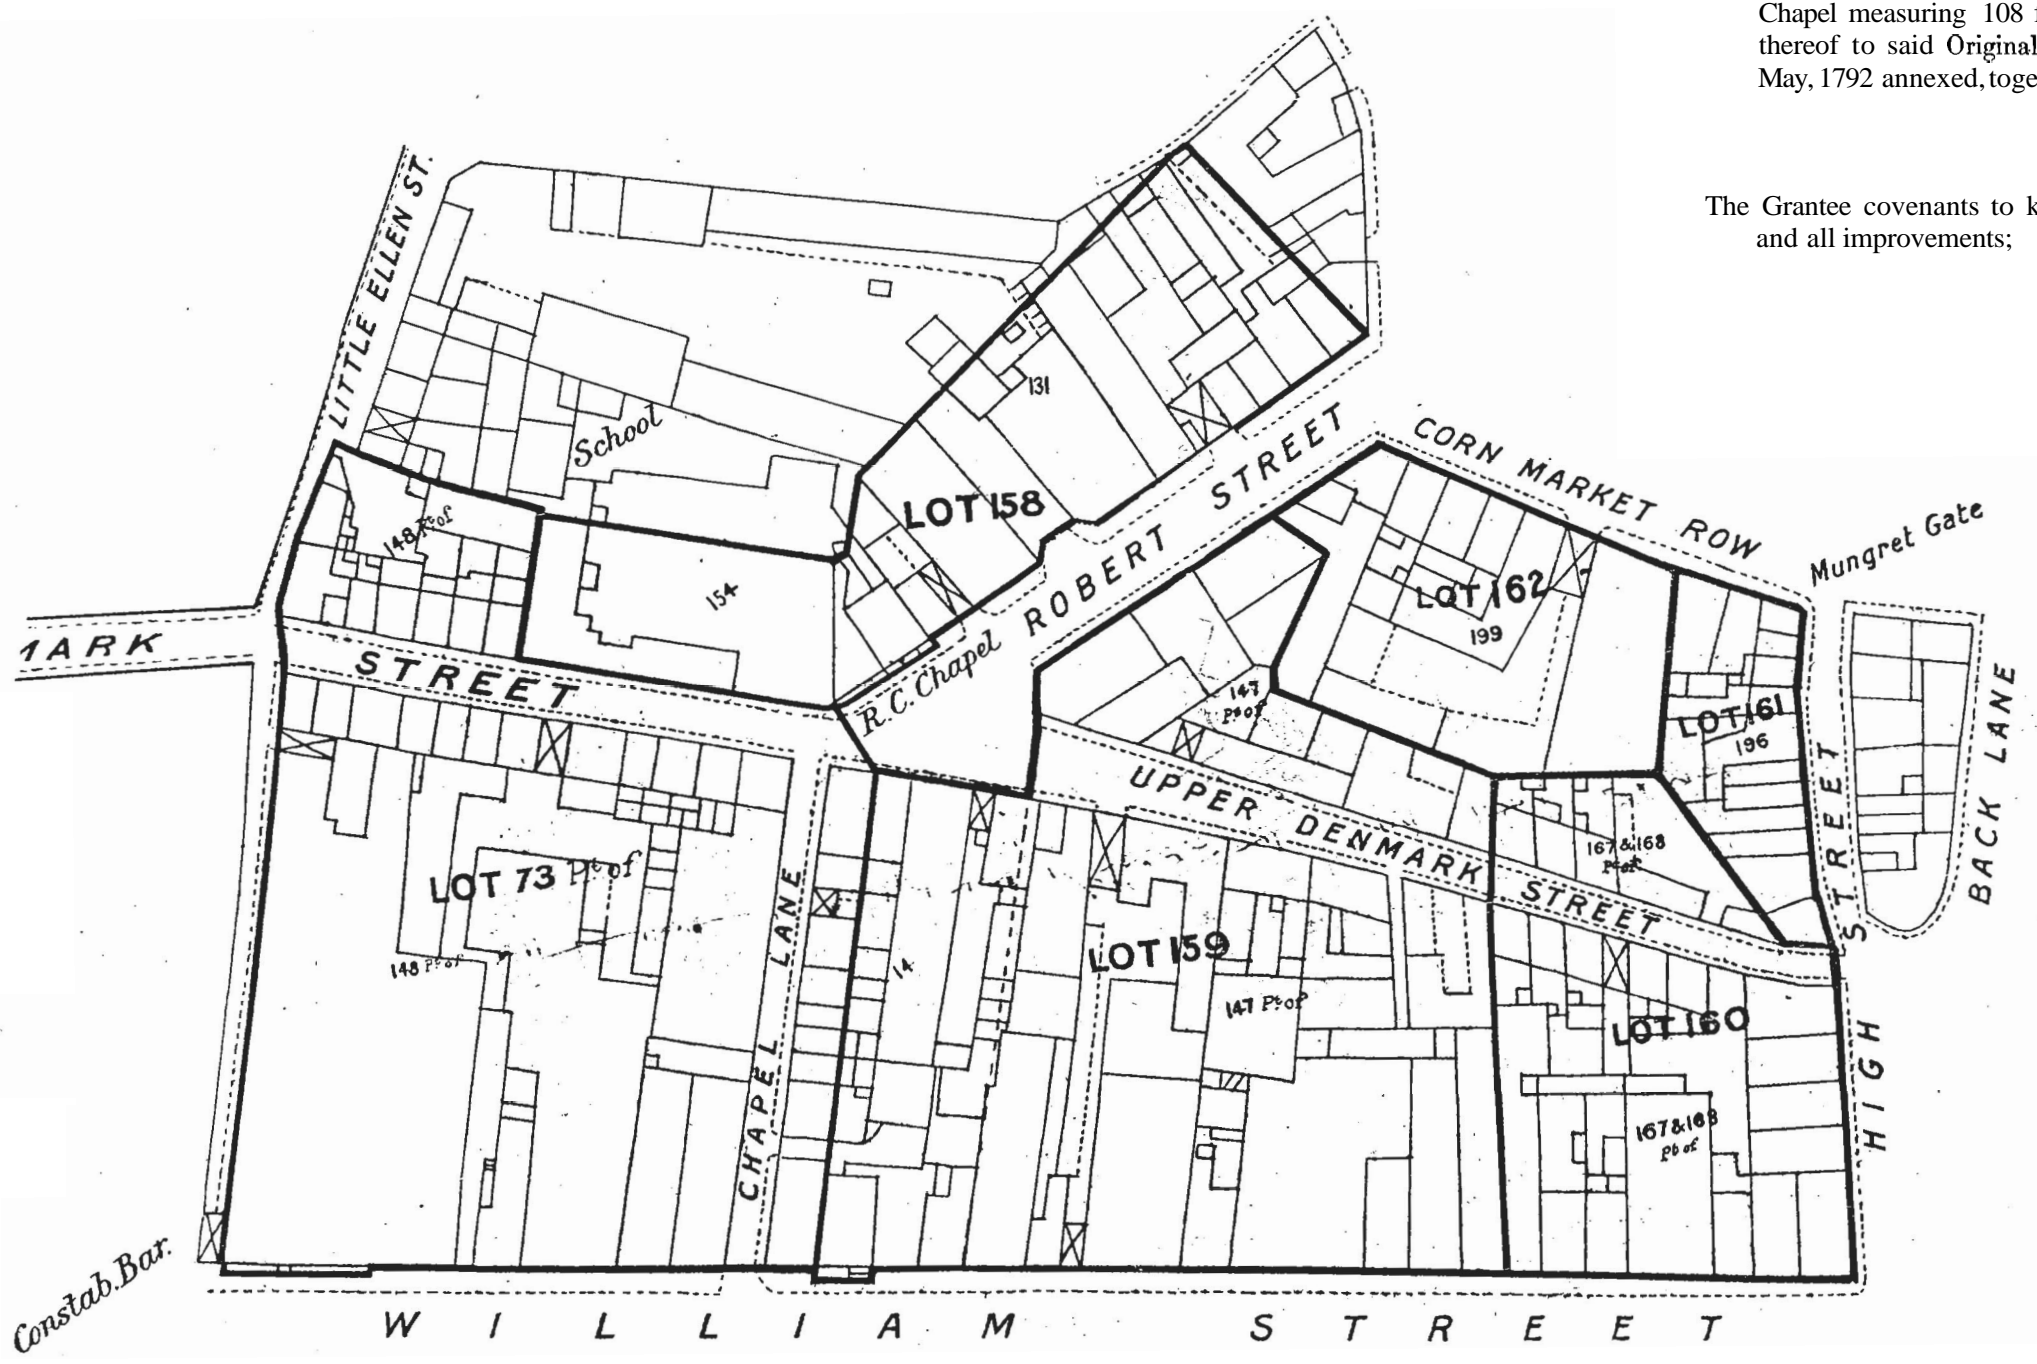 Chapel measuring 108
thereof to said Original
May, 1792 annexed, toge
The Grantee covenants to k
and all improvements;
LITTLE ELLEN ST.
School
131
LOT 158
148 Pt of
154
MARK STREET
R.C. Chapel
ROBERT STREET
CORN MARKET ROW
Mungret Gate
LOT 162
199
147
Pt of
LOT 161
196
BACK LANE
UPPER DENMARK STREET
167 & 168
Pt of
LOT 73 Pt of
148 Pt of
CHAPEL LANE
14
LOT 159
147 Pt of
LOT 160
167 & 168
Pt of
HIGH STREET
Constab. Bar.
WILLIAM STREET